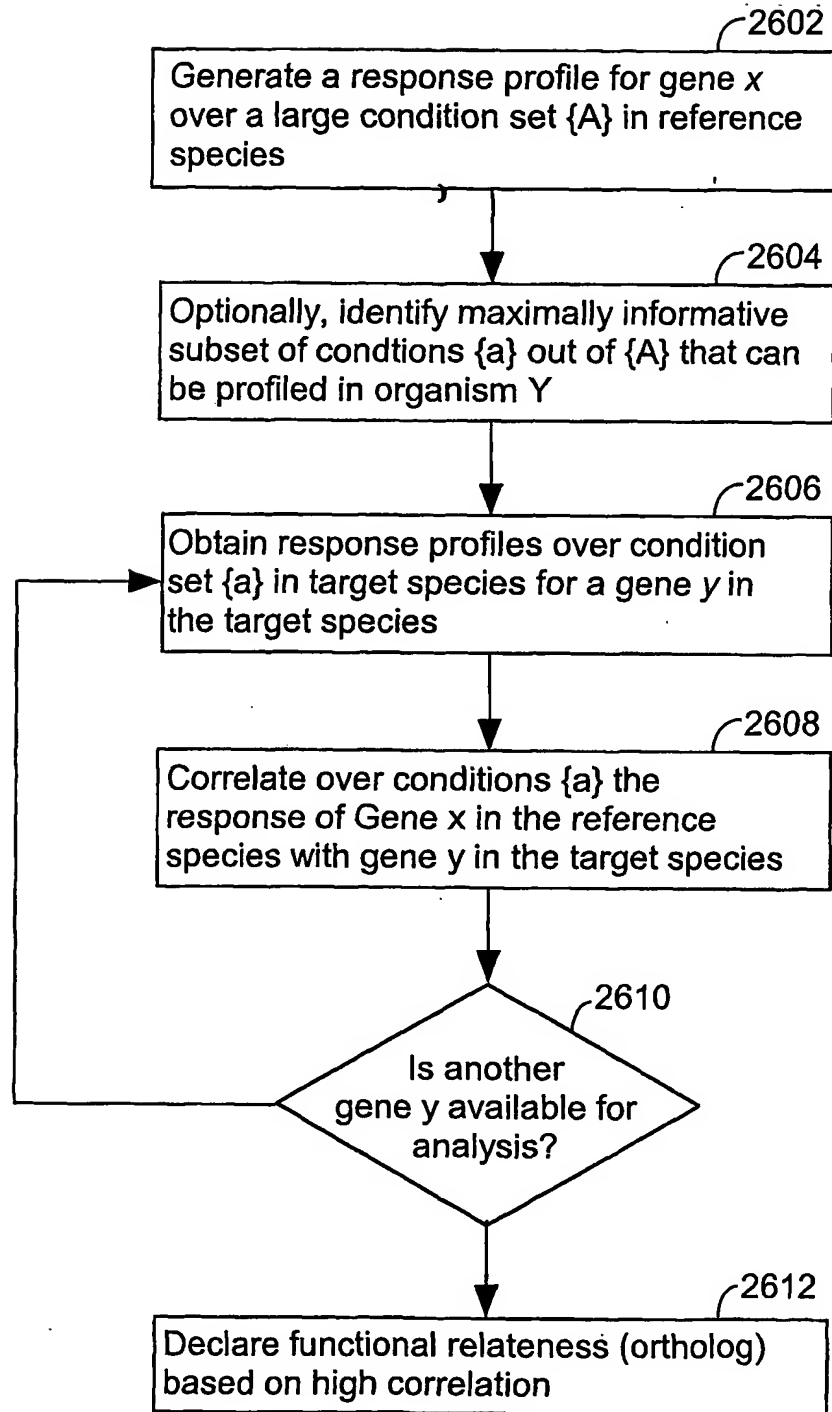 2602
Generate a response profile for gene x
over a large condition set {A} in reference
species
2604
Optionally, identify maximally informative
subset of condtions {a} out of {A} that can
be profiled in organism Y
2606
Obtain response profiles over condition
set {a} in target species for a gene y in
the target species
2608
Correlate over conditions {a} the
response of Gene x in the reference
species with gene y in the target species
2610
Is another
gene y available for
analysis?
2612
Declare functional relateness (ortholog)
based on high correlation